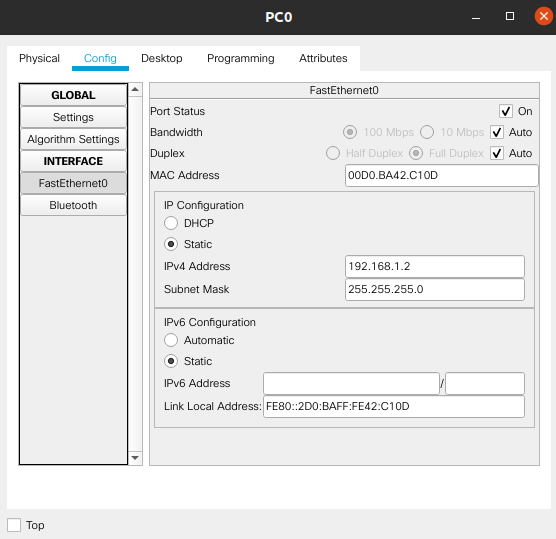 PC0
Physical Config Desktop Programming Attributes
GLOBAL
Settings
Algorithm Settings
INTERFACE
FastEthernet0
Bluetooth
FastEthernet0
Port Status On
Bandwidth 100 Mbps 10 Mbps Auto
Duplex Half Duplex Full Duplex Auto
MAC Address 00D0.BA42.C10D
IP Configuration
DHCP
Static
IPv4 Address 192.168.1.2
Subnet Mask 255.255.255.0
IPv6 Configuration
Automatic
Static
IPv6 Address /
Link Local Address: FE80::2D0:BAFF:FE42:C10D
Top